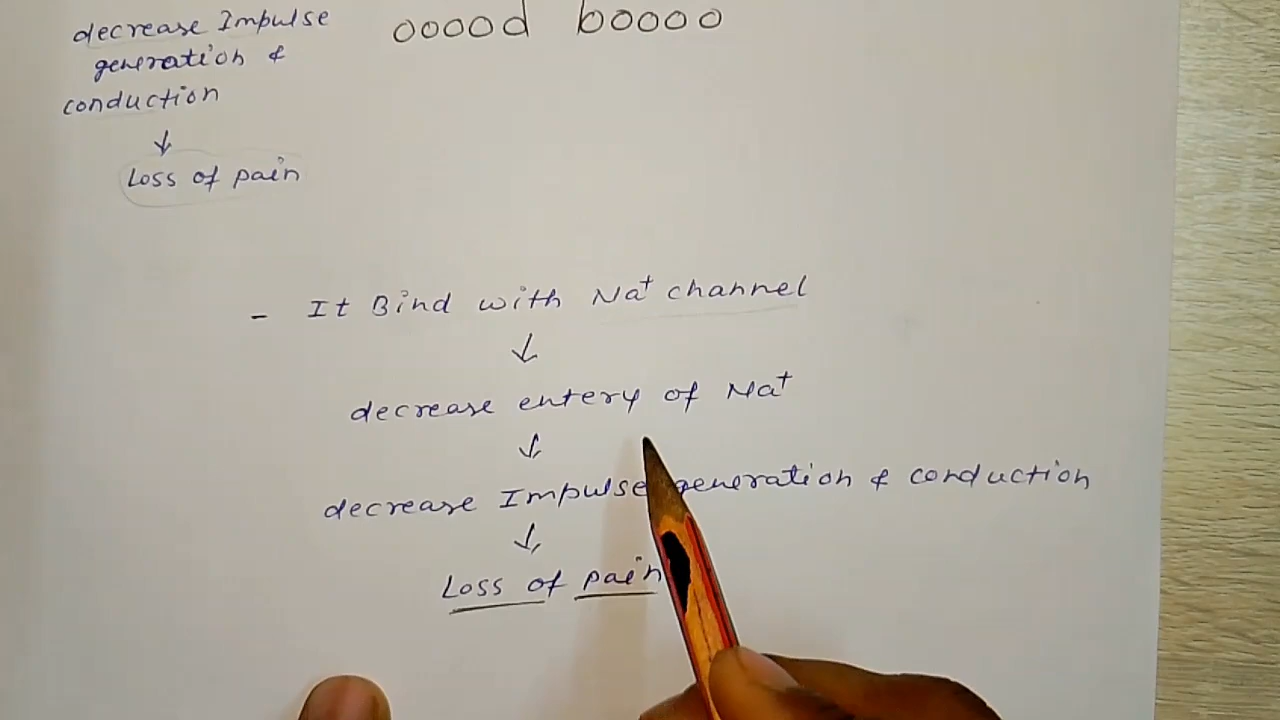 decrease Impulse
generation &
conduction
↓
Loss of pain
ooood boooo
- It Bind with Na⁺ channel
↓
decrease entery of Na⁺
↓
decrease Impulse generation & conduction
↓
Loss of pain